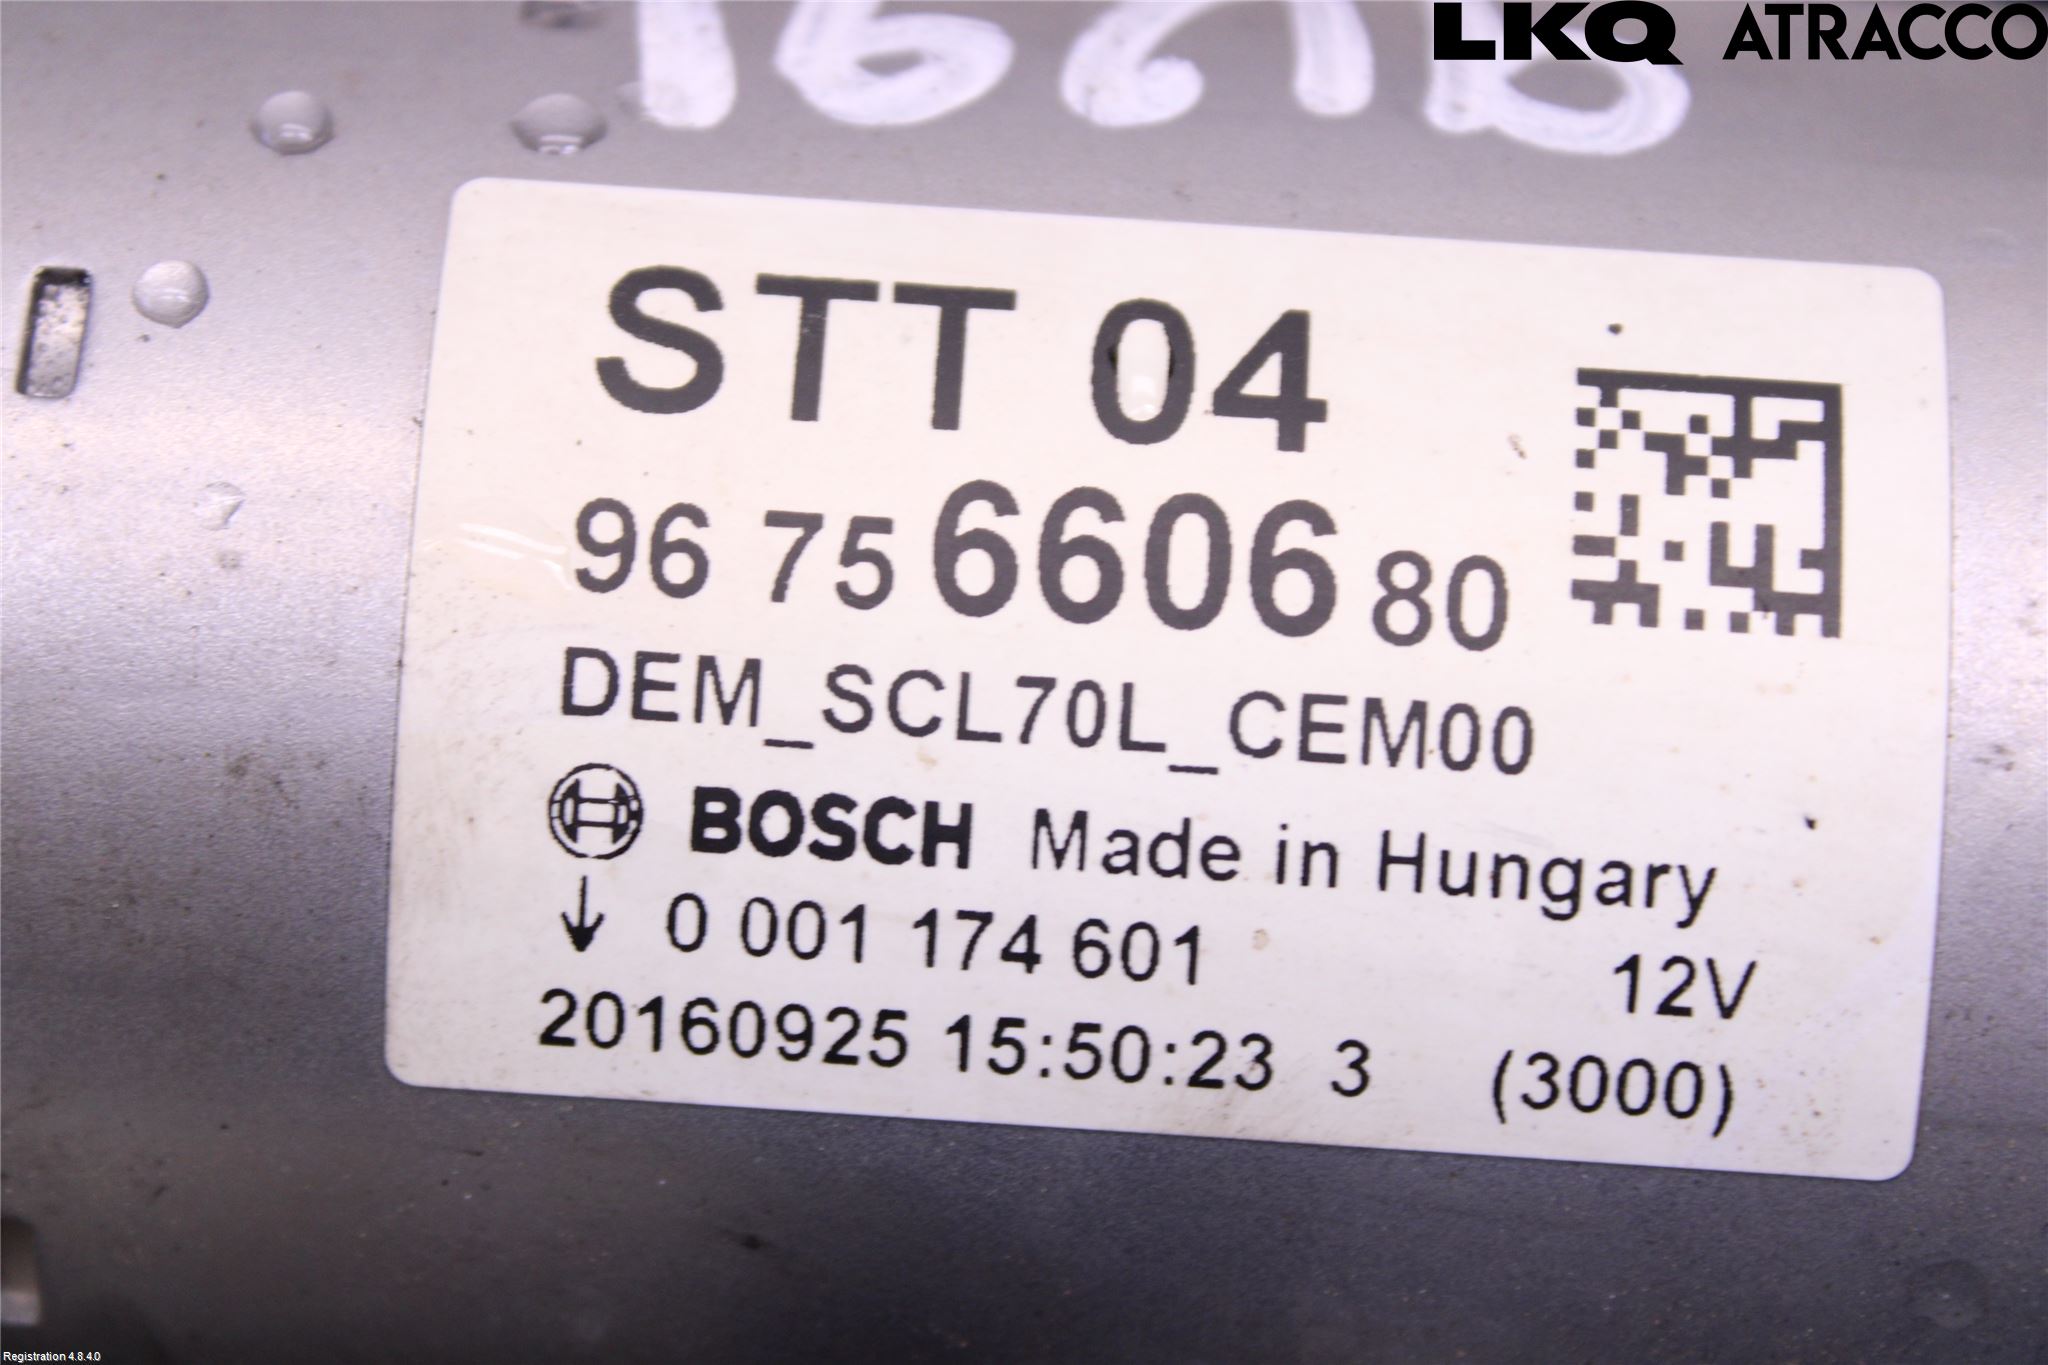 LKQ ATRACCO
STT 04
96 75 6606 80
DEM_SCL70L_CEM00
BOSCH Made in Hungary
0 001 174 601 12V
20160925 15:50:23 3 (3000)
Registration 4.8.4.0